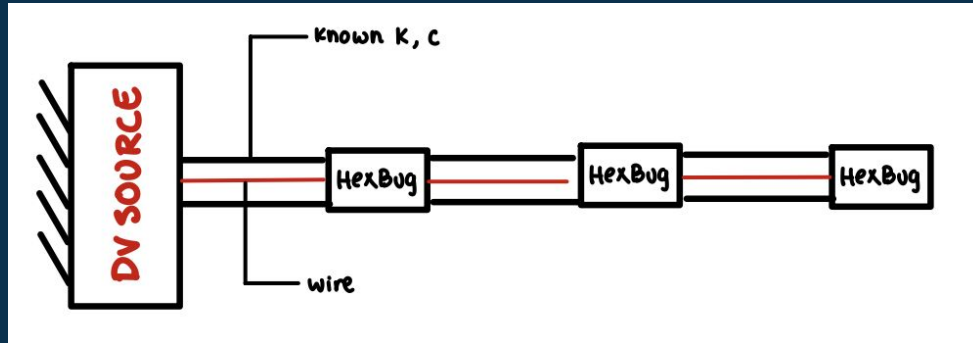 Known K, C
DV SOURCE
HexBug
HexBug
HexBug
wire